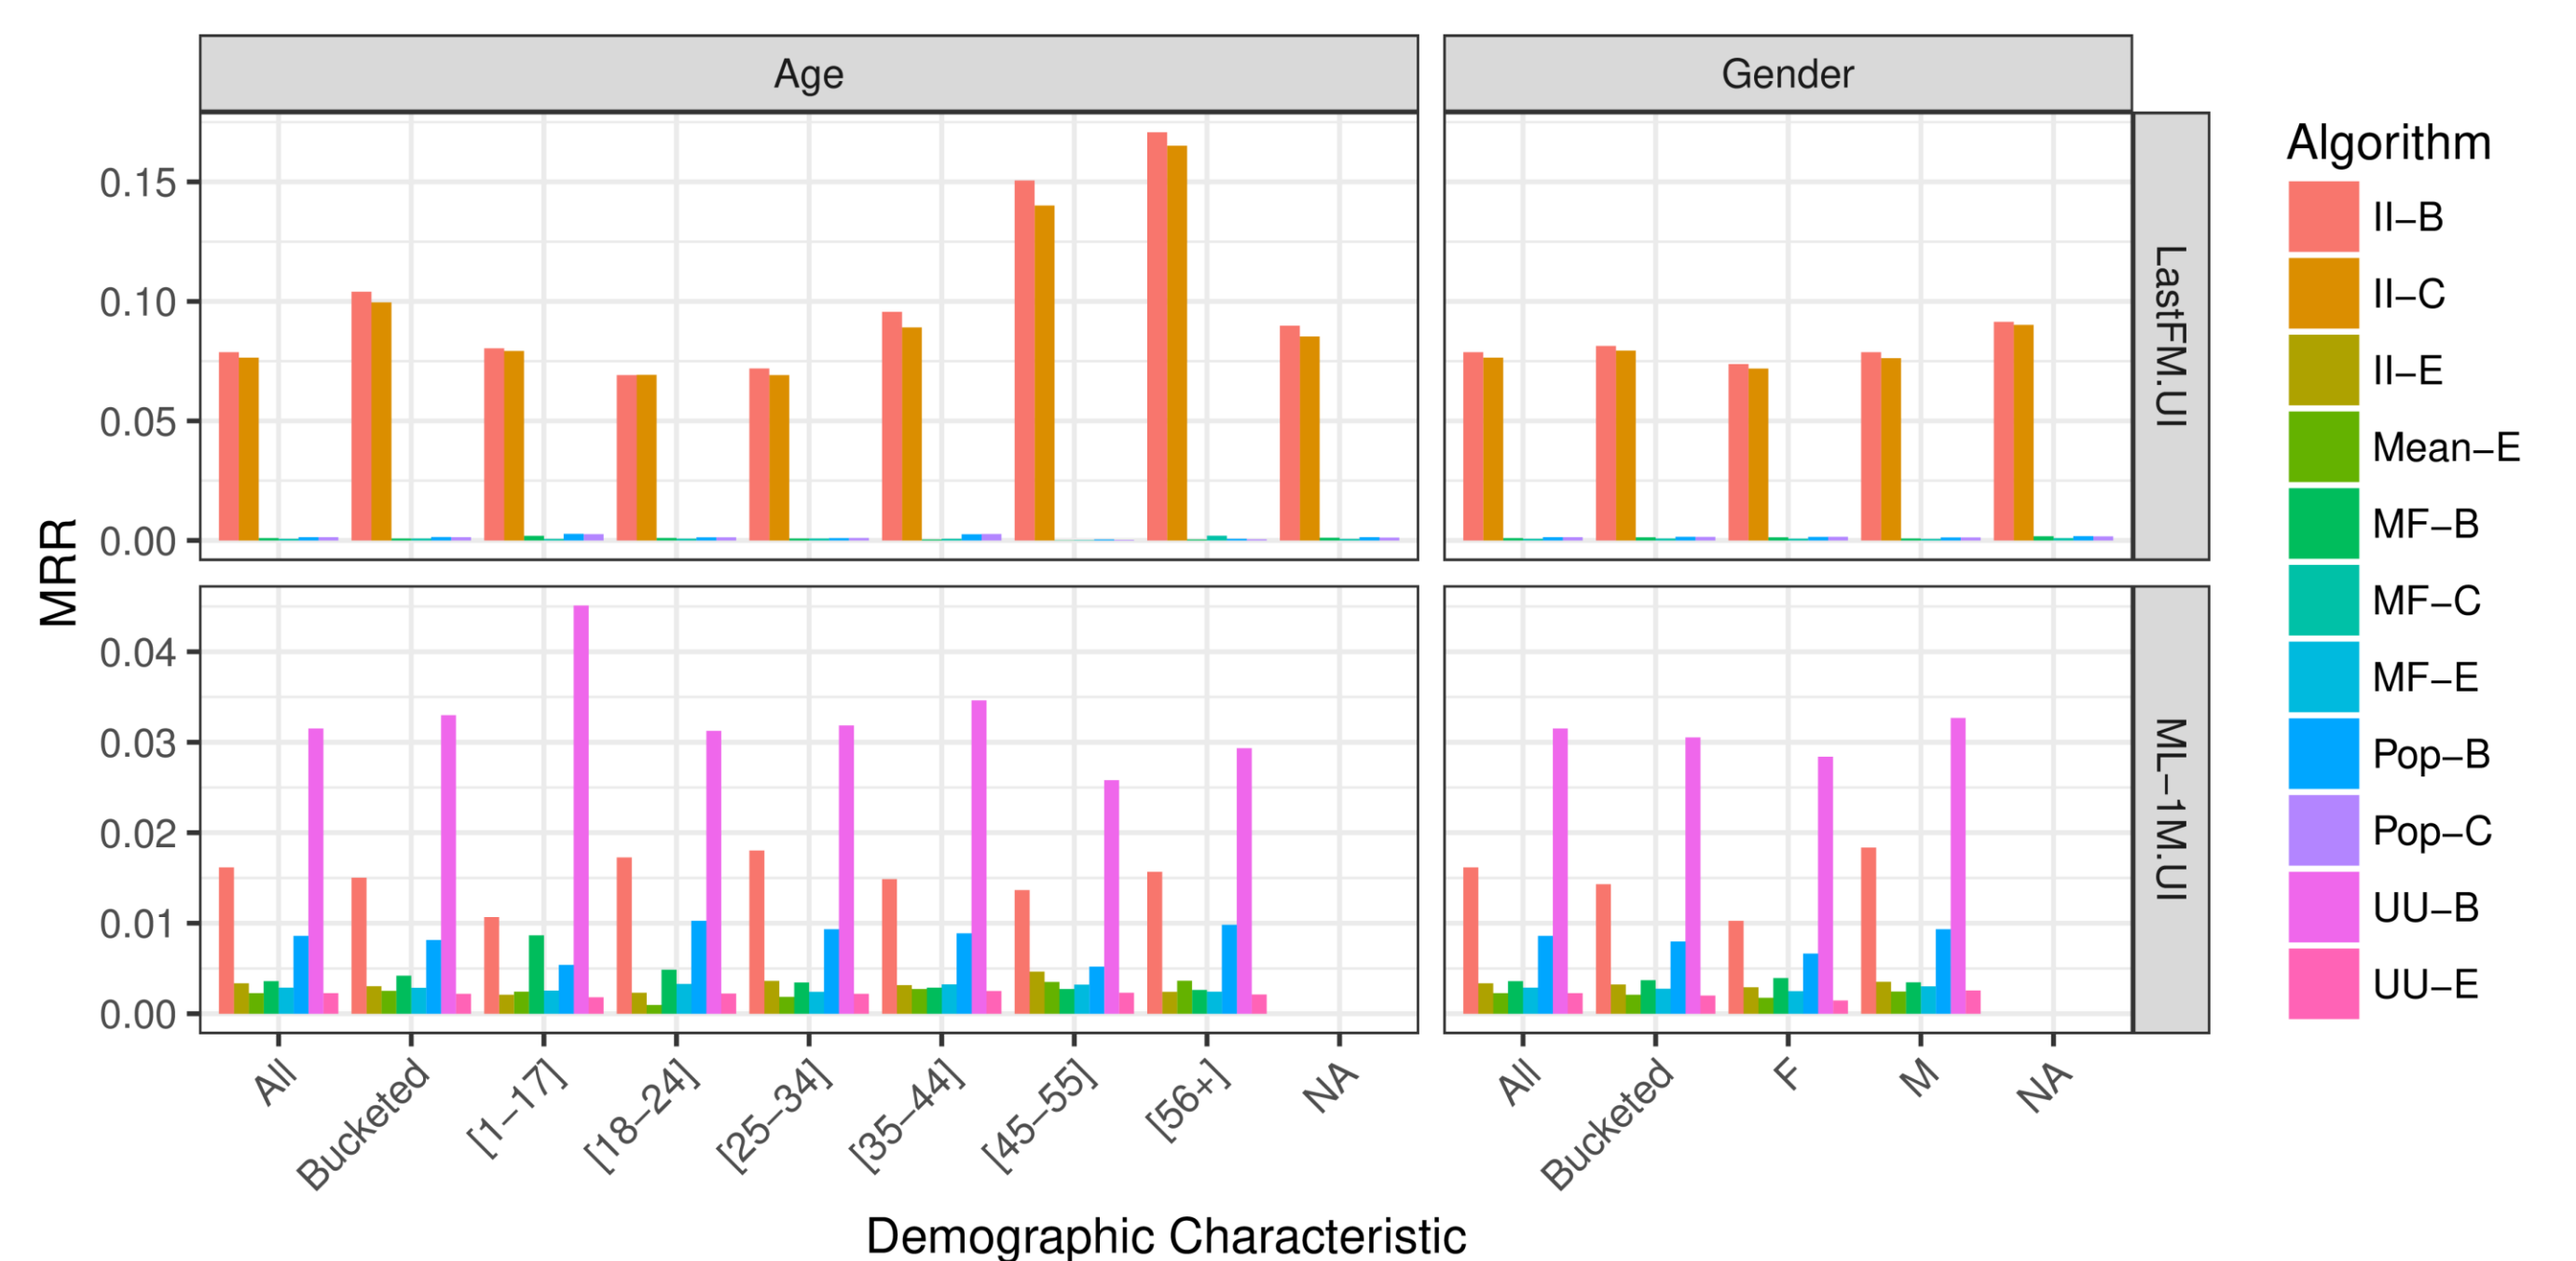 Age
Gender
Algorithm
II−B
II−C
II−E
Mean−E
MF−B
MF−C
MF−E
Pop−B
Pop−C
UU−B
UU−E
LastFM.UI
ML−1M.UI
MRR
0.15
0.10
0.05
0.00
0.04
0.03
0.02
0.01
0.00
All
Bucketed
[1−17]
[18−24]
[25−34]
[35−44]
[45−55]
[56+]
NA
All
Bucketed
F
M
NA
Demographic Characteristic